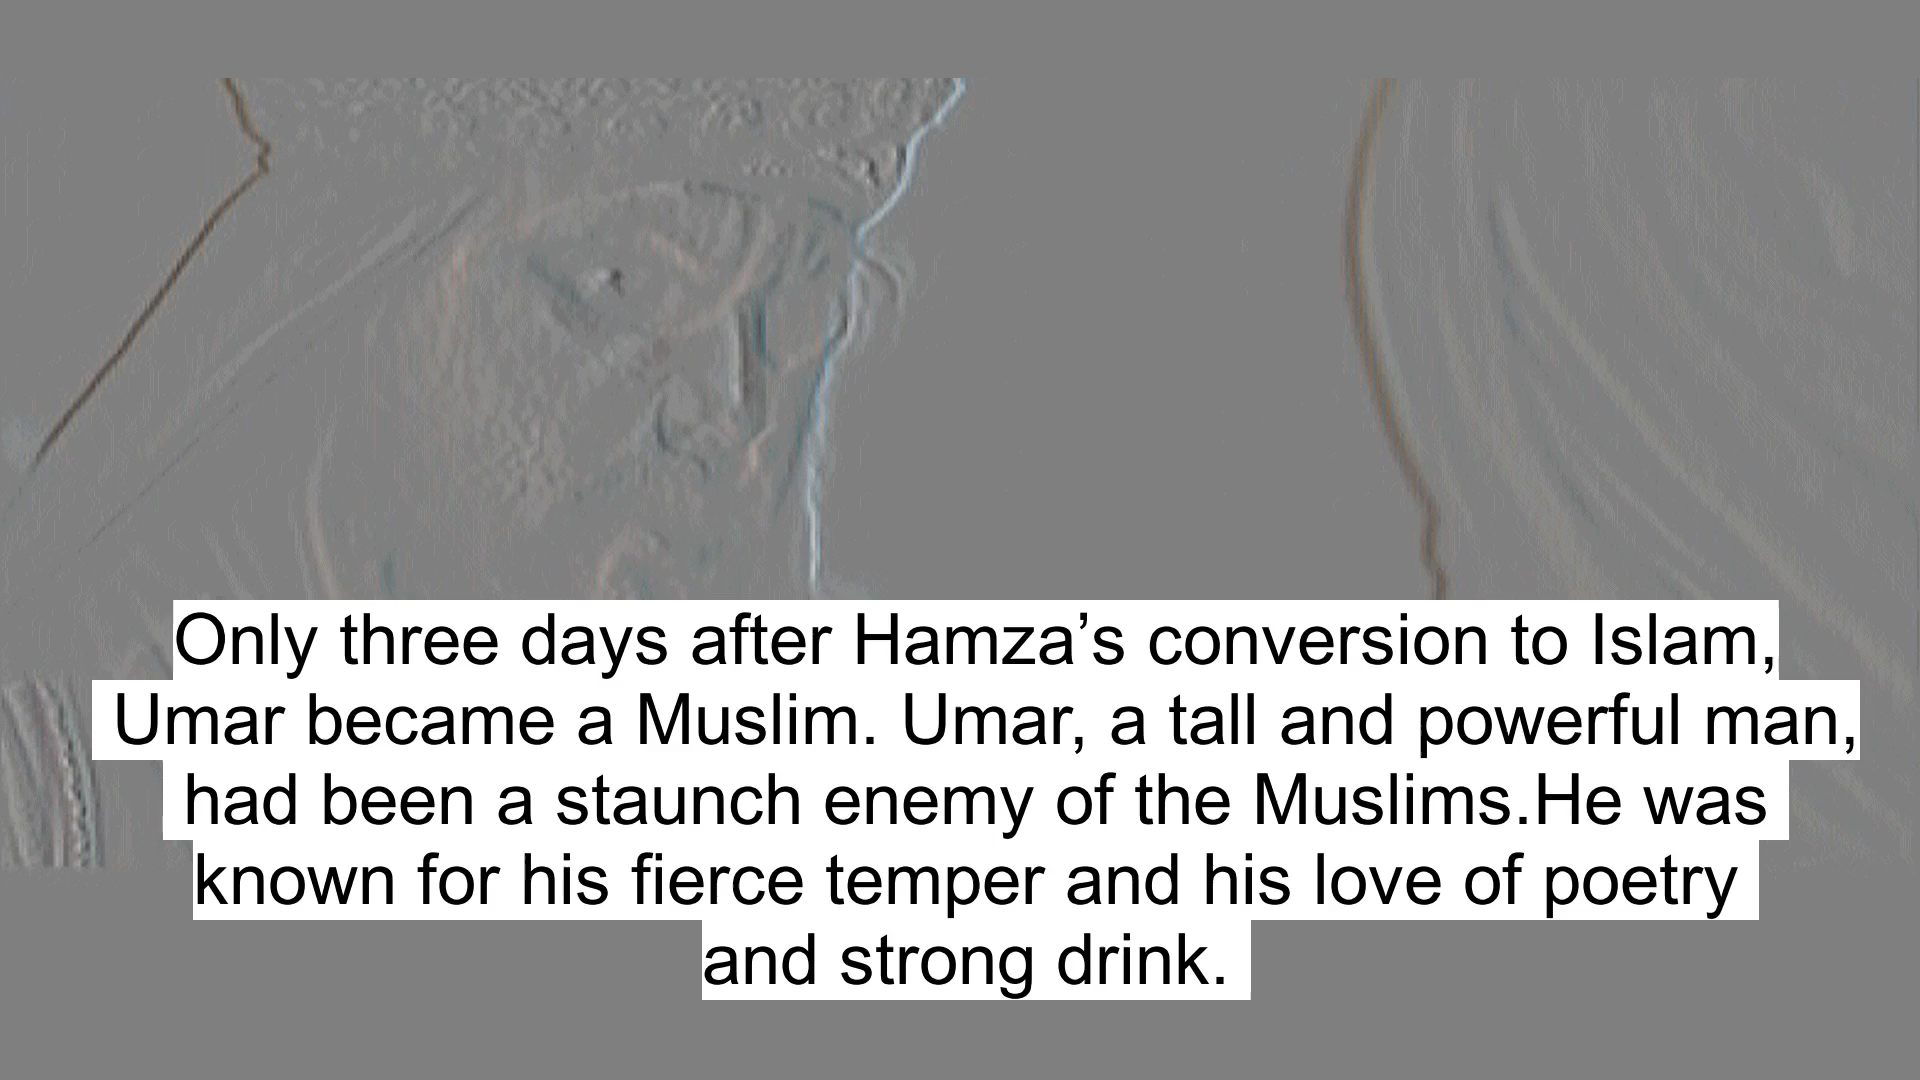 Only three days after Hamza’s conversion to Islam,
Umar became a Muslim. Umar, a tall and powerful man,
had been a staunch enemy of the Muslims.He was
known for his fierce temper and his love of poetry
and strong drink.